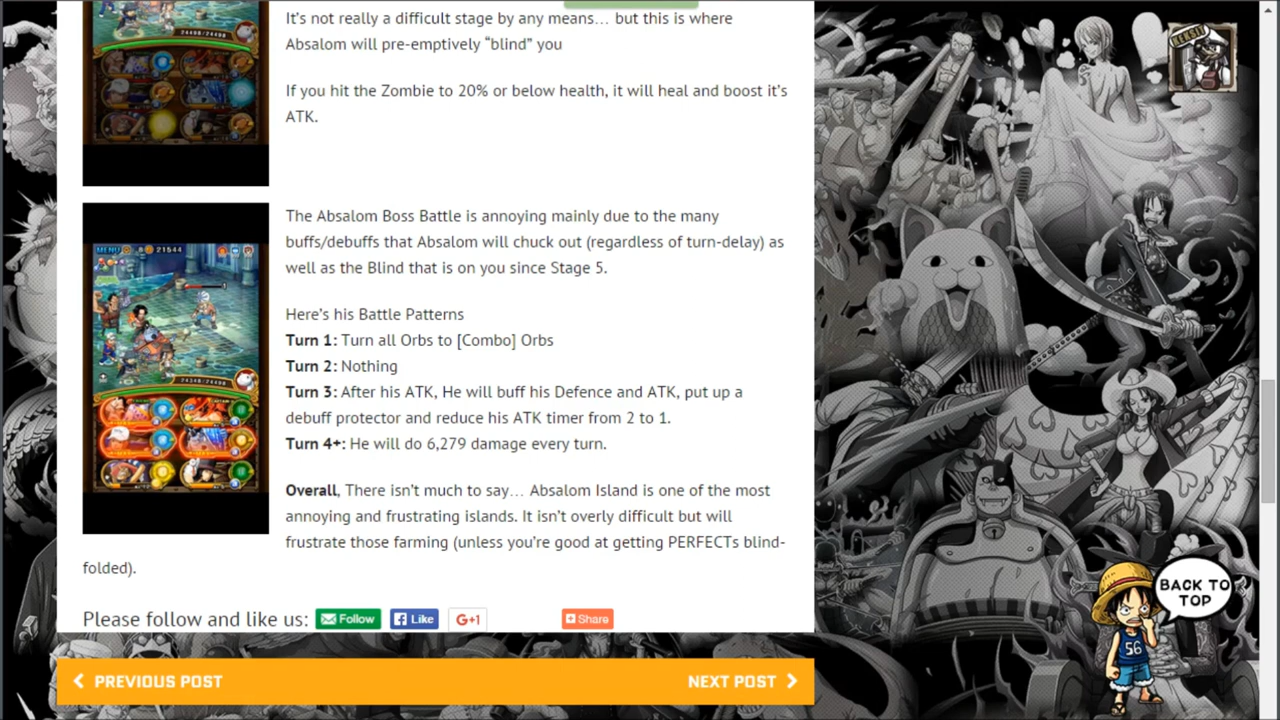 It's not really a difficult stage by any means… but this is where
Absalom will pre-emptively “blind” you
If you hit the Zombie to 20% or below health, it will heal and boost it's
ATK.
The Absalom Boss Battle is annoying mainly due to the many
buffs/debuffs that Absalom will chuck out (regardless of turn-delay) as
well as the Blind that is on you since Stage 5.
Here's his Battle Patterns
Turn 1: Turn all Orbs to [Combo] Orbs
Turn 2: Nothing
Turn 3: After his ATK, He will buff his Defence and ATK, put up a
debuff protector and reduce his ATK timer from 2 to 1.
Turn 4+: He will do 6,279 damage every turn.
Overall, There isn't much to say… Absalom Island is one of the most
annoying and frustrating islands. It isn't overly difficult but will
frustrate those farming (unless you're good at getting PERFECTs blind-
folded).
Please follow and like us: Follow Like G+1 Share
PREVIOUS POST
NEXT POST
BACK TO
TOP
56
MENU
21544